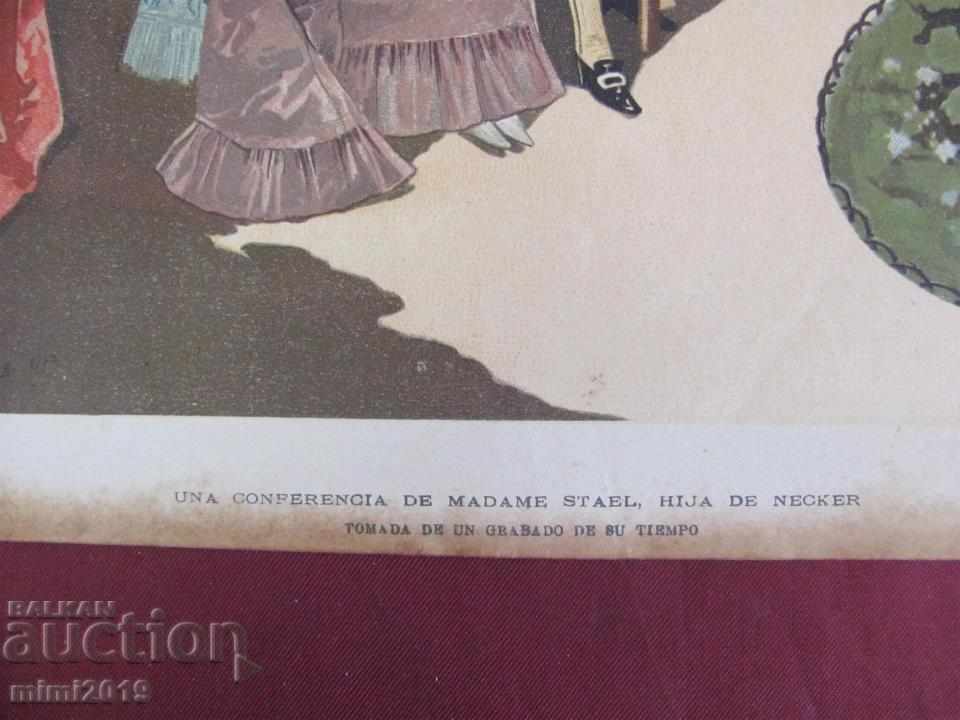 UNA CONFERENCIA DE MADAME STAEL, HIJA DE NECKER
TOMADA DE UN GRABADO DE SU TIEMPO
BALKAN
auction
mimi2019